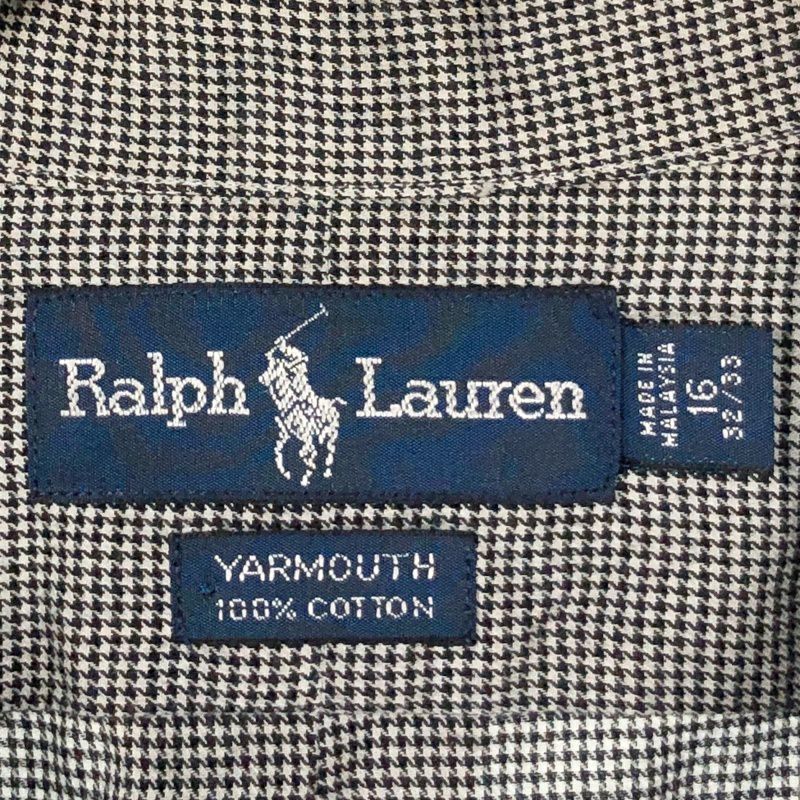 Ralph Lauren
MADE IN
MALAYSIA
16
32/33
YARMOUTH
100% COTTON